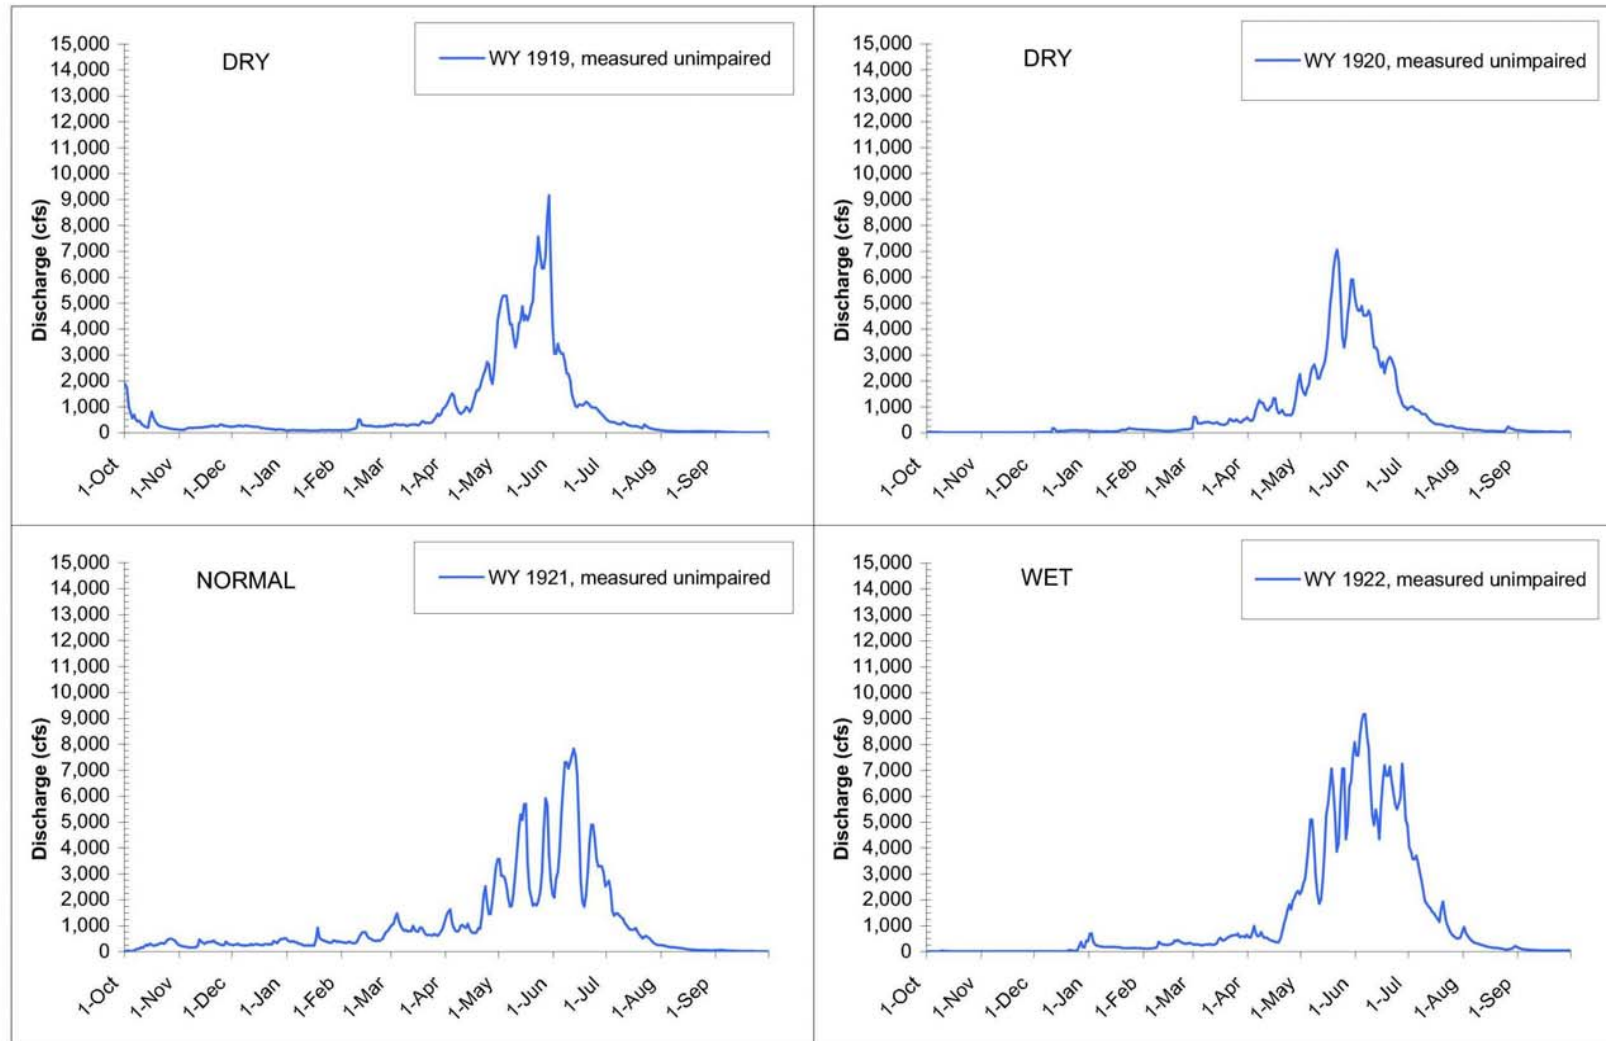 DRY
WY 1919, measured unimpaired
Discharge (cfs)
15,000
14,000
13,000
12,000
11,000
10,000
9,000
8,000
7,000
6,000
5,000
4,000
3,000
2,000
1,000
0
1-Oct
1-Nov
1-Dec
1-Jan
1-Feb
1-Mar
1-Apr
1-May
1-Jun
1-Jul
1-Aug
1-Sep
DRY
WY 1920, measured unimpaired
Discharge (cfs)
15,000
14,000
13,000
12,000
11,000
10,000
9,000
8,000
7,000
6,000
5,000
4,000
3,000
2,000
1,000
0
1-Oct
1-Nov
1-Dec
1-Jan
1-Feb
1-Mar
1-Apr
1-May
1-Jun
1-Jul
1-Aug
1-Sep
NORMAL
WY 1921, measured unimpaired
Discharge (cfs)
15,000
14,000
13,000
12,000
11,000
10,000
9,000
8,000
7,000
6,000
5,000
4,000
3,000
2,000
1,000
0
1-Oct
1-Nov
1-Dec
1-Jan
1-Feb
1-Mar
1-Apr
1-May
1-Jun
1-Jul
1-Aug
1-Sep
WET
WY 1922, measured unimpaired
Discharge (cfs)
15,000
14,000
13,000
12,000
11,000
10,000
9,000
8,000
7,000
6,000
5,000
4,000
3,000
2,000
1,000
0
1-Oct
1-Nov
1-Dec
1-Jan
1-Feb
1-Mar
1-Apr
1-May
1-Jun
1-Jul
1-Aug
1-Sep